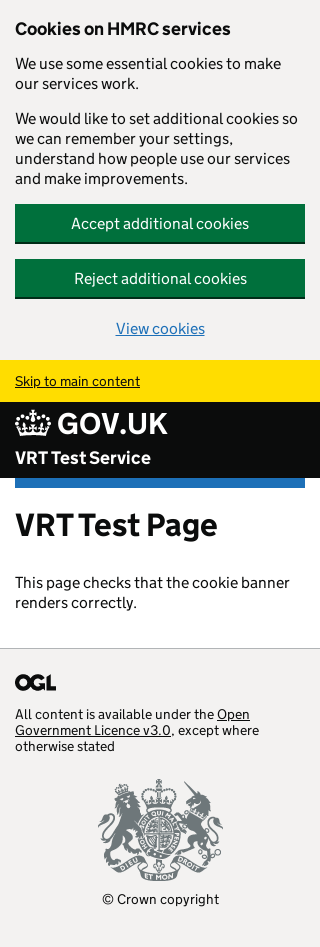 Cookies on HMRC services
We use some essential cookies to make
our services work.
We would like to set additional cookies so
we can remember your settings,
understand how people use our services
and make improvements.
Accept additional cookies
Reject additional cookies
View cookies
Skip to main content
GOV.UK
VRT Test Service
VRT Test Page
This page checks that the cookie banner
renders correctly.
OGL
All content is available under the Open
Government Licence v3.0, except where
otherwise stated
DIEU ET MON DROIT
© Crown copyright